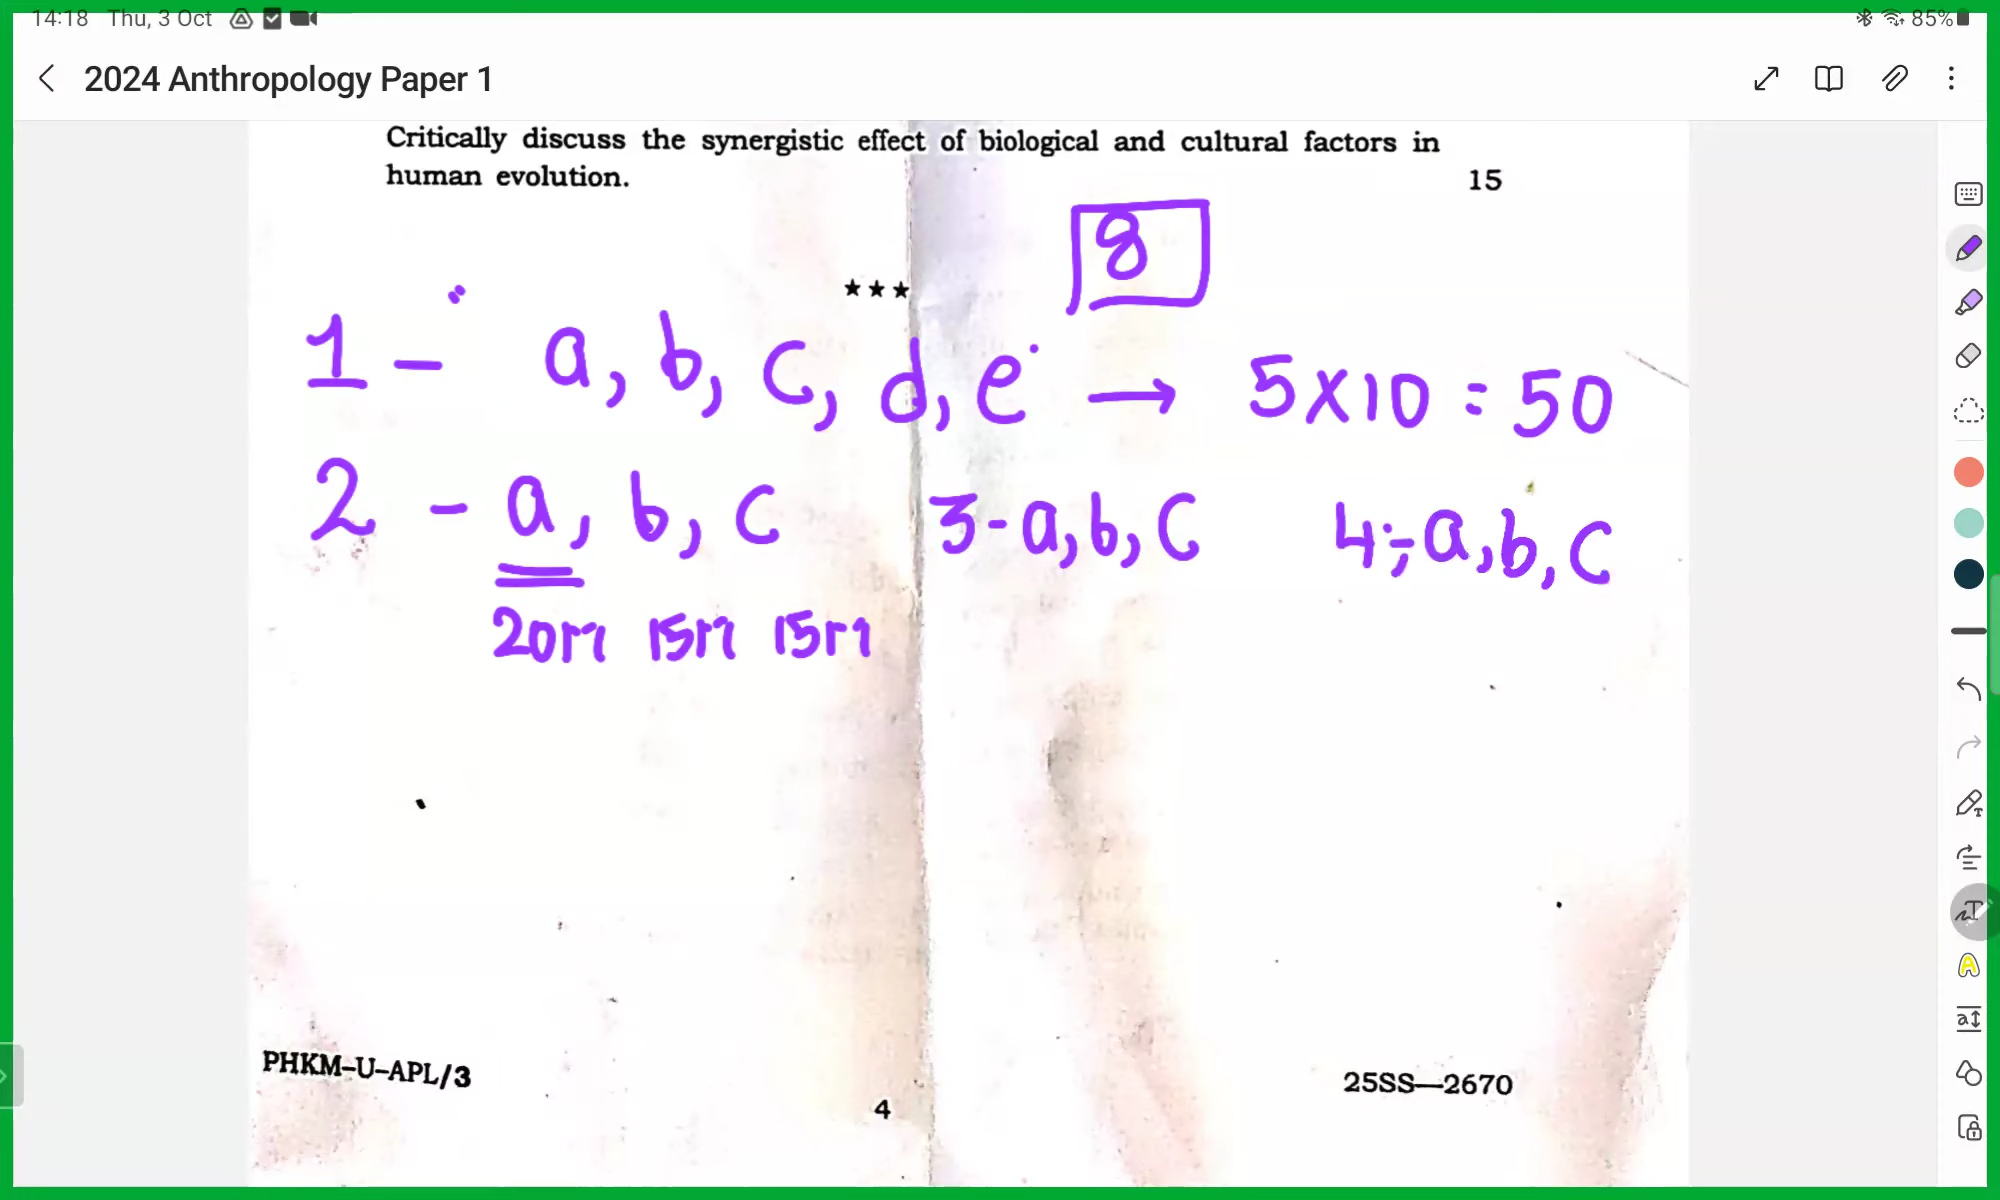 14:18 Thu, 3 Oct 85%
2024 Anthropology Paper 1
Critically discuss the synergistic effect of biological and cultural factors in
human evolution. 15
8
★★★
1 - a, b, c, d, e → 5x10 = 50
2 - a, b, c 3-a, b, c 4;- a, b, c
20m 15m 15m
PHKM-U-APL/3
25SS—2670
4